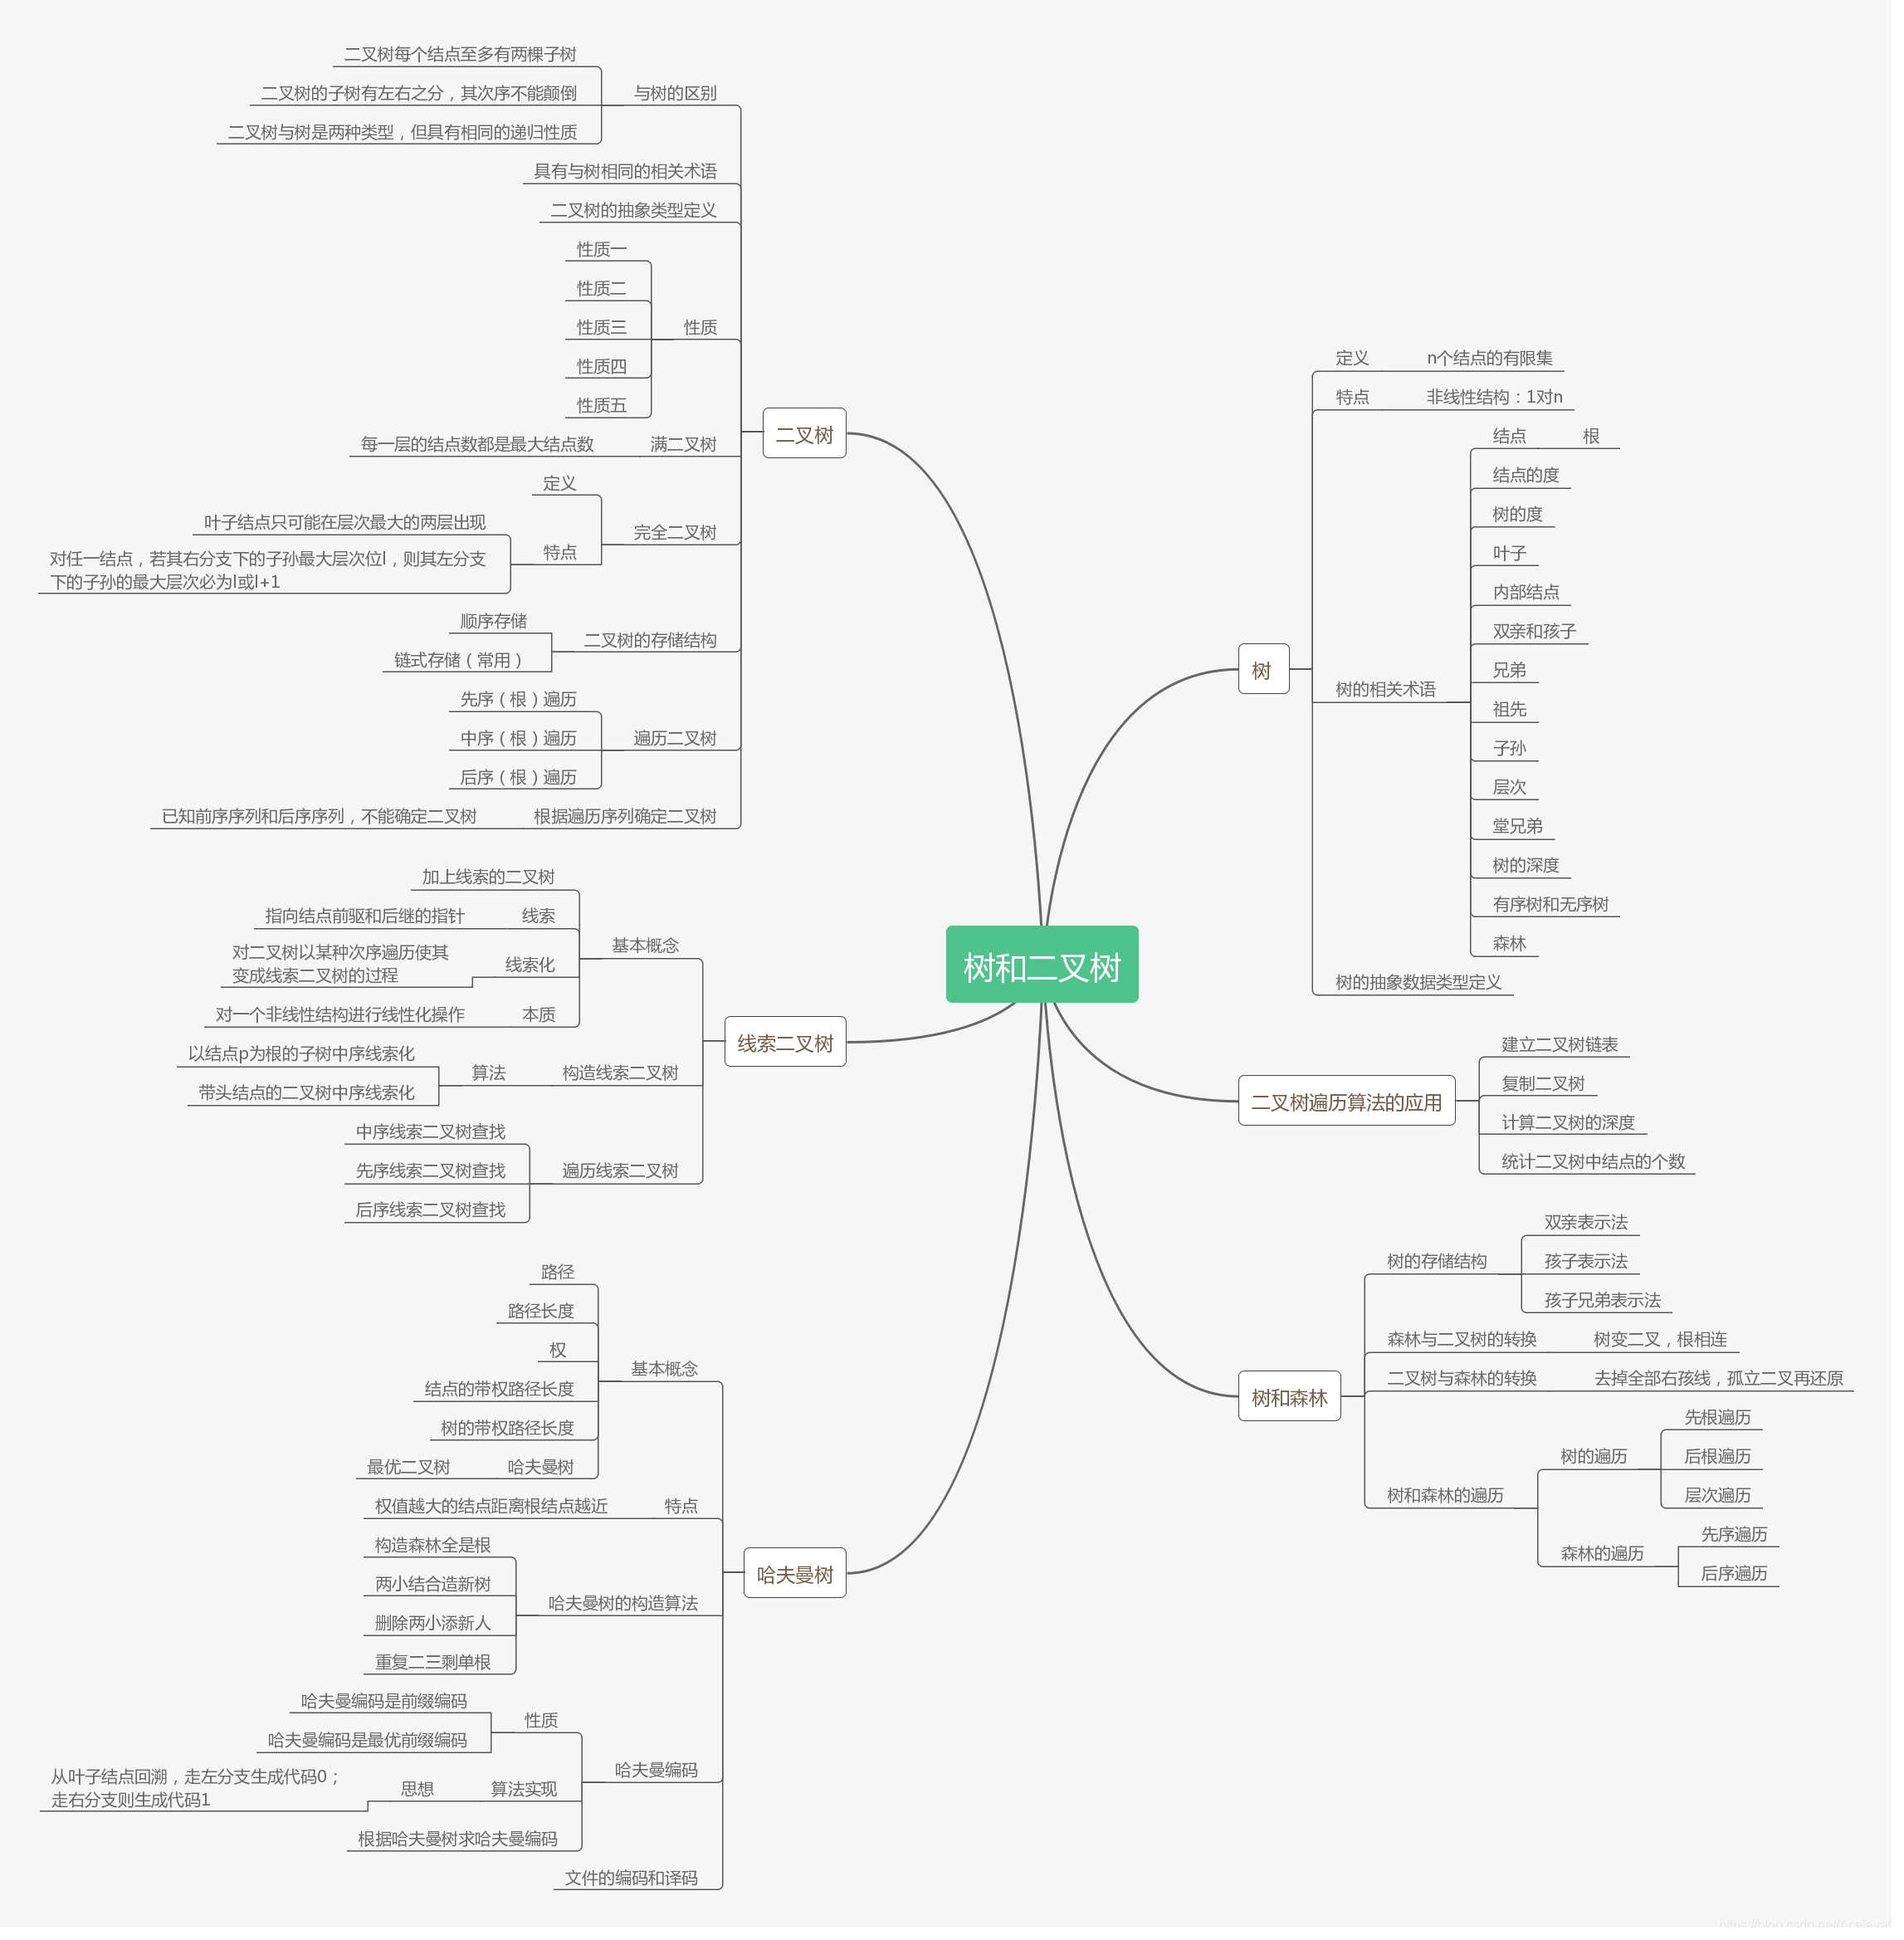 树和二叉树
二叉树
与树的区别
二叉树每个结点至多有两棵子树
二叉树的子树有左右之分，其次序不能颠倒
二叉树与树是两种类型，但具有相同的递归性质
具有与树相同的相关术语
二叉树的抽象类型定义
性质
性质一
性质二
性质三
性质四
性质五
满二叉树
每一层的结点数都是最大结点数
完全二叉树
定义
特点
叶子结点只可能在层次最大的两层出现
对任一结点，若其右分支下的子孙最大层次位l，则其左分支
下的子孙的最大层次必为l或l+1
二叉树的存储结构
顺序存储
链式存储（常用）
遍历二叉树
先序（根）遍历
中序（根）遍历
后序（根）遍历
根据遍历序列确定二叉树
已知前序序列和后序序列，不能确定二叉树
线索二叉树
基本概念
加上线索的二叉树
线索
指向结点前驱和后继的指针
线索化
对二叉树以某种次序遍历使其
变成线索二叉树的过程
本质
对一个非线性结构进行线性化操作
构造线索二叉树
算法
以结点p为根的子树中序线索化
带头结点的二叉树中序线索化
遍历线索二叉树
中序线索二叉树查找
先序线索二叉树查找
后序线索二叉树查找
哈夫曼树
基本概念
路径
路径长度
权
结点的带权路径长度
树的带权路径长度
哈夫曼树
最优二叉树
特点
权值越大的结点距离根结点越近
哈夫曼树的构造算法
构造森林全是根
两小结合造新树
删除两小添新人
重复二三剩单根
哈夫曼编码
性质
哈夫曼编码是前缀编码
哈夫曼编码是最优前缀编码
算法实现
思想
从叶子结点回溯，走左分支生成代码0；
走右分支则生成代码1
根据哈夫曼树求哈夫曼编码
文件的编码和译码
树
定义
n个结点的有限集
特点
非线性结构：1对n
树的相关术语
结点
根
结点的度
树的度
叶子
内部结点
双亲和孩子
兄弟
祖先
子孙
层次
堂兄弟
树的深度
有序树和无序树
森林
树的抽象数据类型定义
二叉树遍历算法的应用
建立二叉树链表
复制二叉树
计算二叉树的深度
统计二叉树中结点的个数
树和森林
树的存储结构
双亲表示法
孩子表示法
孩子兄弟表示法
森林与二叉树的转换
树变二叉，根相连
二叉树与森林的转换
去掉全部右孩线，孤立二叉再还原
树和森林的遍历
树的遍历
先根遍历
后根遍历
层次遍历
森林的遍历
先序遍历
后序遍历